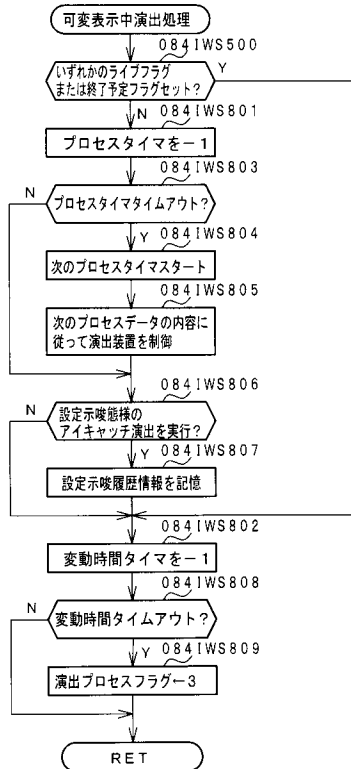 可変表示中演出処理
084IWS500
いずれかのライブフラグ
または終了予定フラグセット?
Y
N
084IWS801
プロセスタイマを－1
084IWS803
N
プロセスタイマタイムアウト?
Y
084IWS804
次のプロセスタイマスタート
084IWS805
次のプロセスデータの内容に
従って演出装置を制御
084IWS806
N
設定示唆態様の
アイキャッチ演出を実行?
Y
084IWS807
設定示唆履歴情報を記憶
084IWS802
変動時間タイマを－1
084IWS808
N
変動時間タイムアウト?
Y
084IWS809
演出プロセスフラグ←3
RET